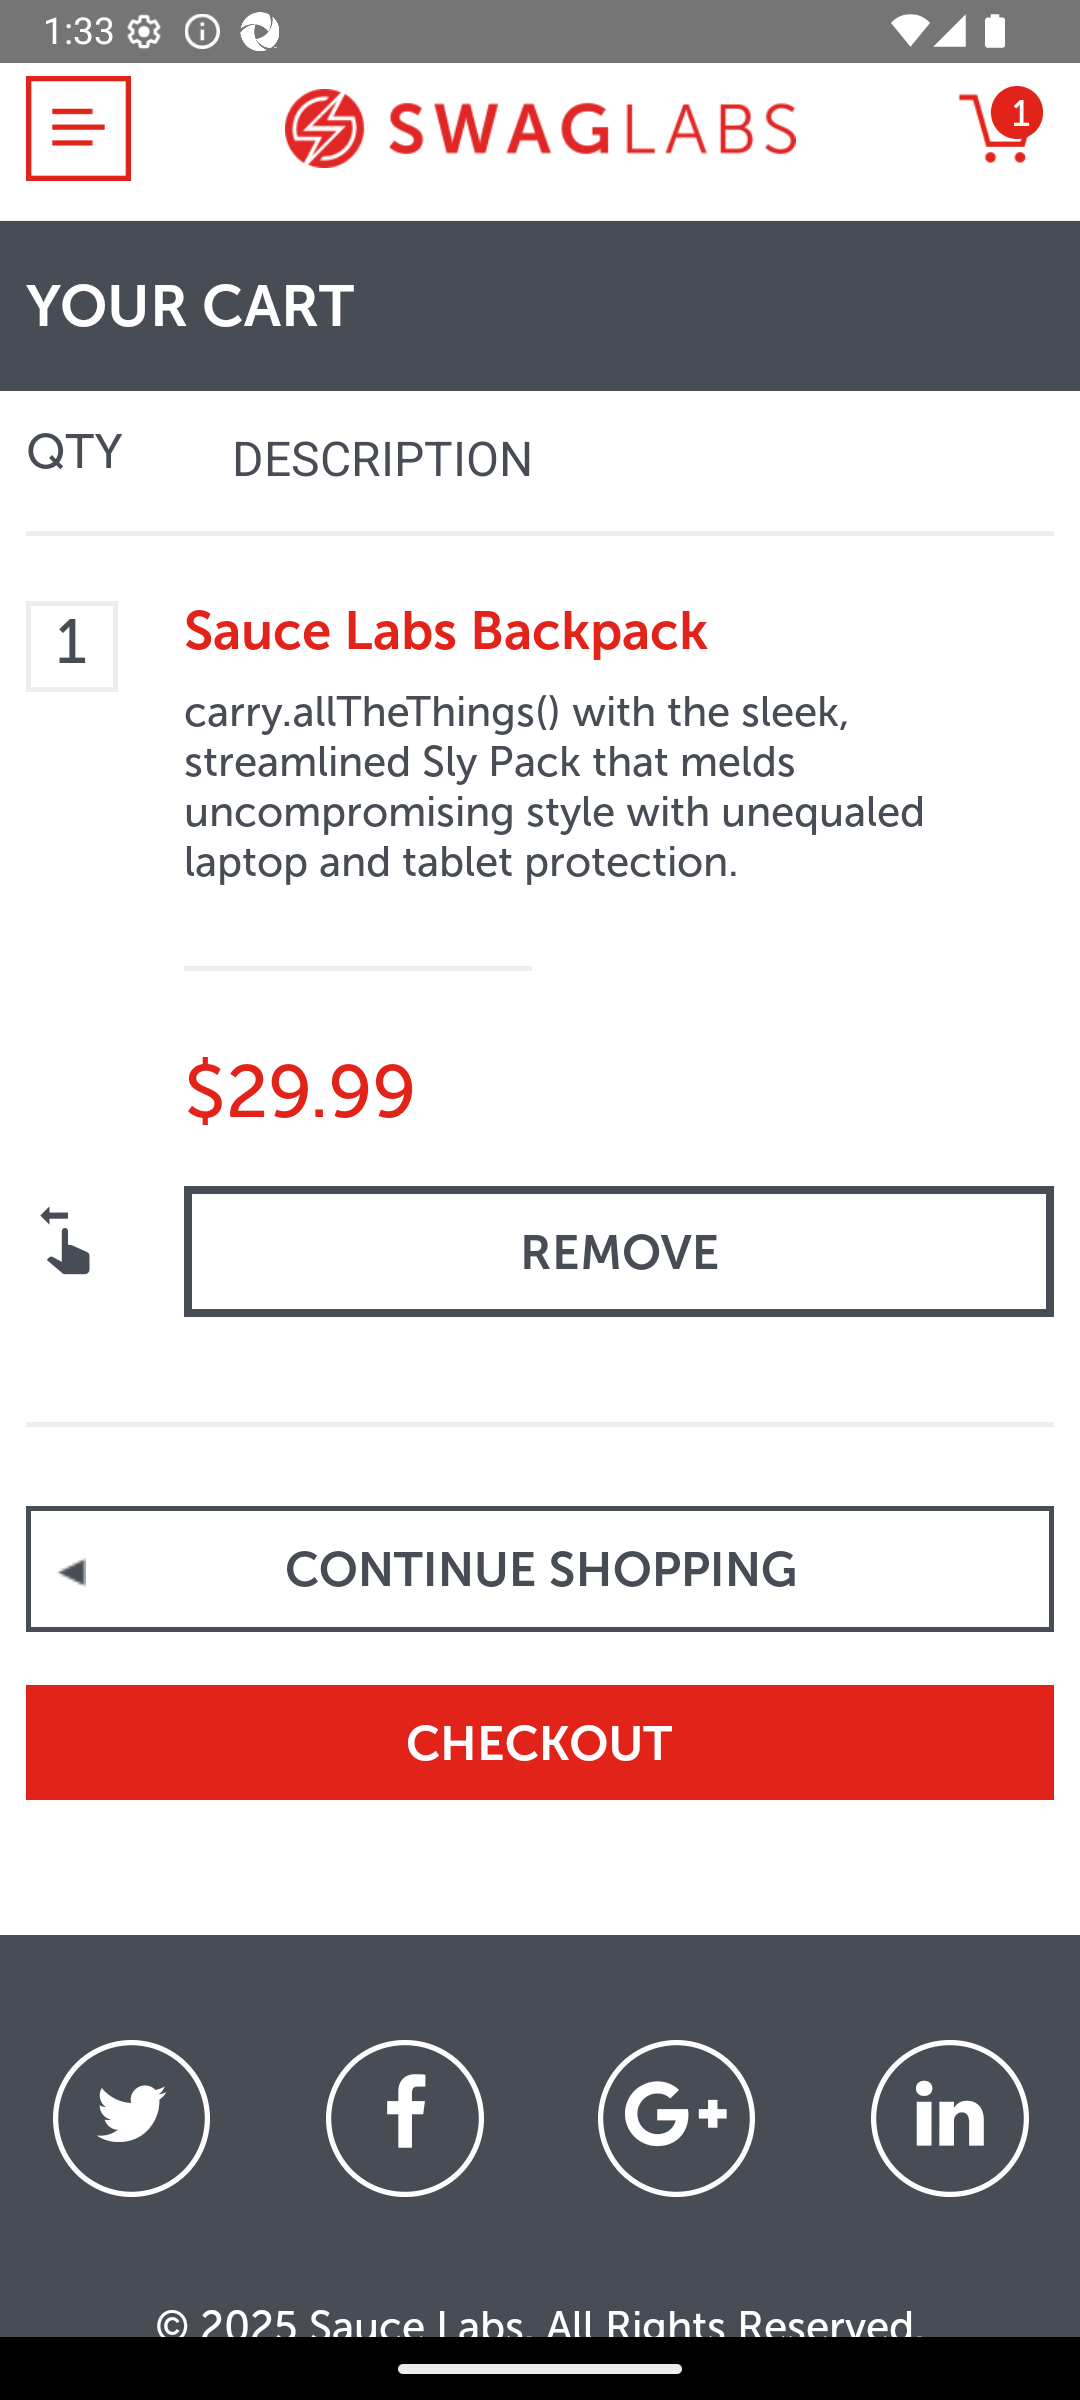 1:33
SWAGLABS
1
YOUR CART
QTY
DESCRIPTION
1
Sauce Labs Backpack
carry.allTheThings() with the sleek,
streamlined Sly Pack that melds
uncompromising style with unequaled
laptop and tablet protection.
$29.99
REMOVE
CONTINUE SHOPPING
CHECKOUT
© 2025 Sauce Labs. All Rights Reserved.